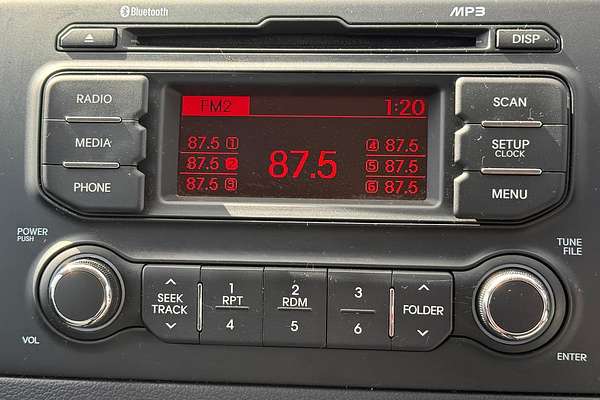 Bluetooth
MP3
DISP
RADIO
MEDIA
PHONE
FM2 1:20
87.5 1 4 87.5
87.5 2 87.5 5 87.5
87.5 3 6 87.5
SCAN
SETUP
CLOCK
MENU
POWER
PUSH
VOL
SEEK
TRACK
1
RPT
4
2
RDM
5
3
6
FOLDER
TUNE
FILE
ENTER